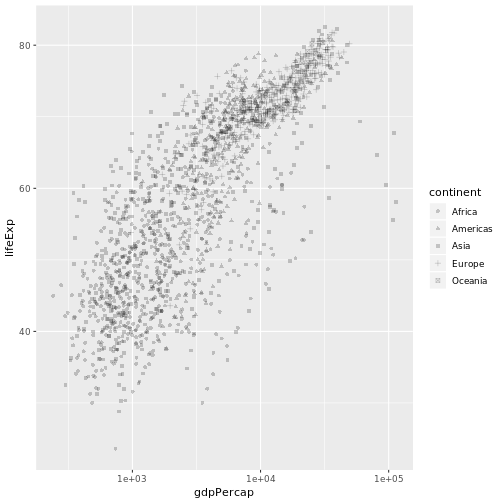 80
60
40
lifeExp
1e+03
1e+04
1e+05
gdpPercap
continent
Africa
Americas
Asia
Europe
Oceania